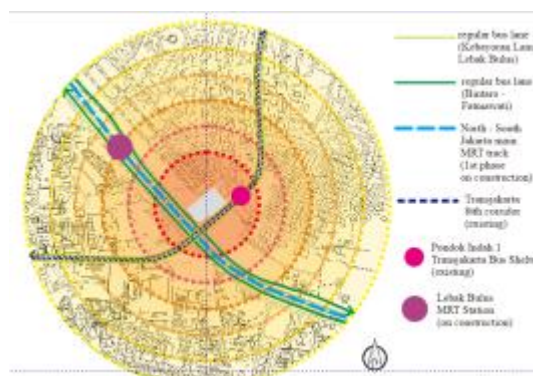 regular bus lane
(Kebayoran Lama
Lebak Bulus)
regular bus lane
(Bintaro -
Fatmawati)
North - South
Jakarta mass
MRT track
(1st phase
on construction)
Transjakarta
8th corridor
(existing)
Pondok Indah 1
Transjakarta Bus Shelter
(existing)
Lebak Bulus
MRT Station
(on construction)